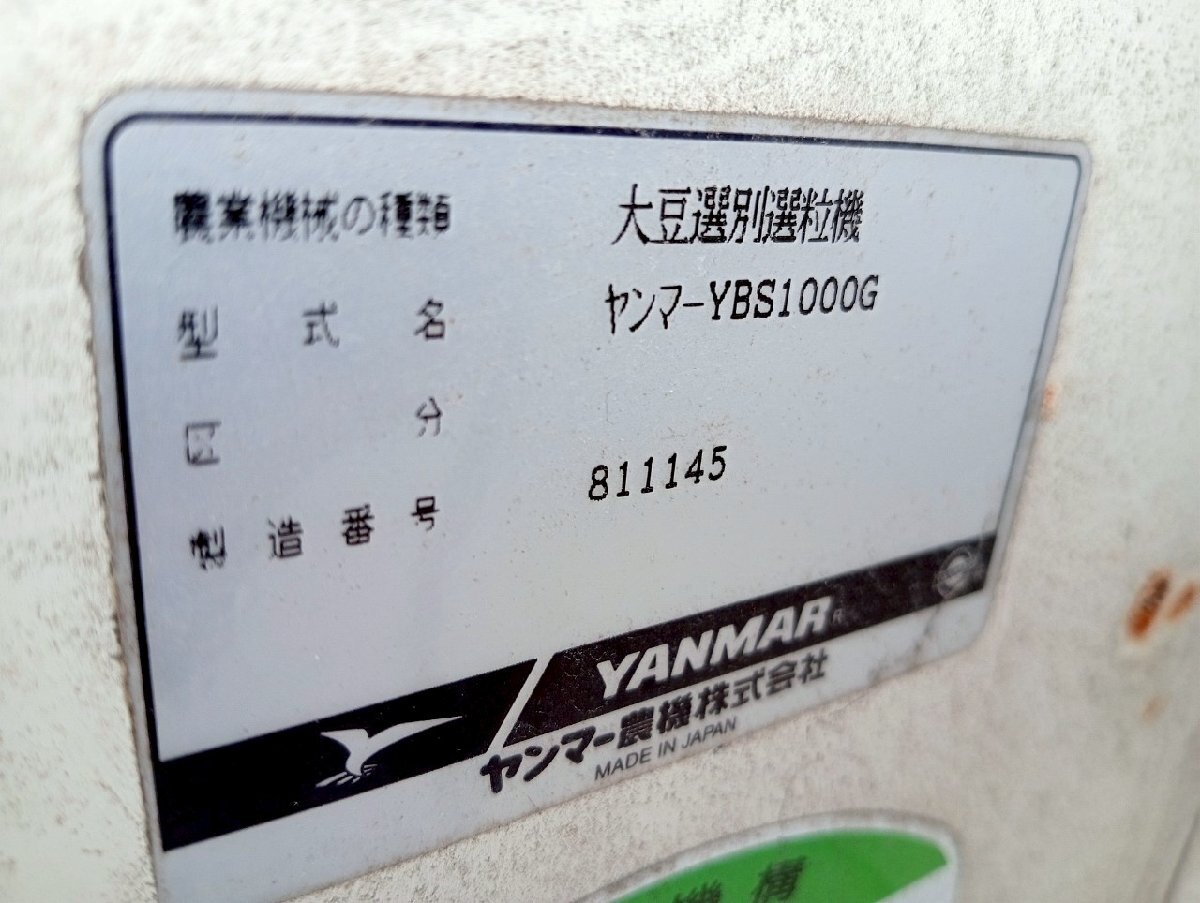 農業機械の種類 大豆選別選粒機
型式名 ヤンマーYBS1000G
区分
製造番号 811145
YANMAR
ヤンマー農機株式会社
MADE IN JAPAN
機構